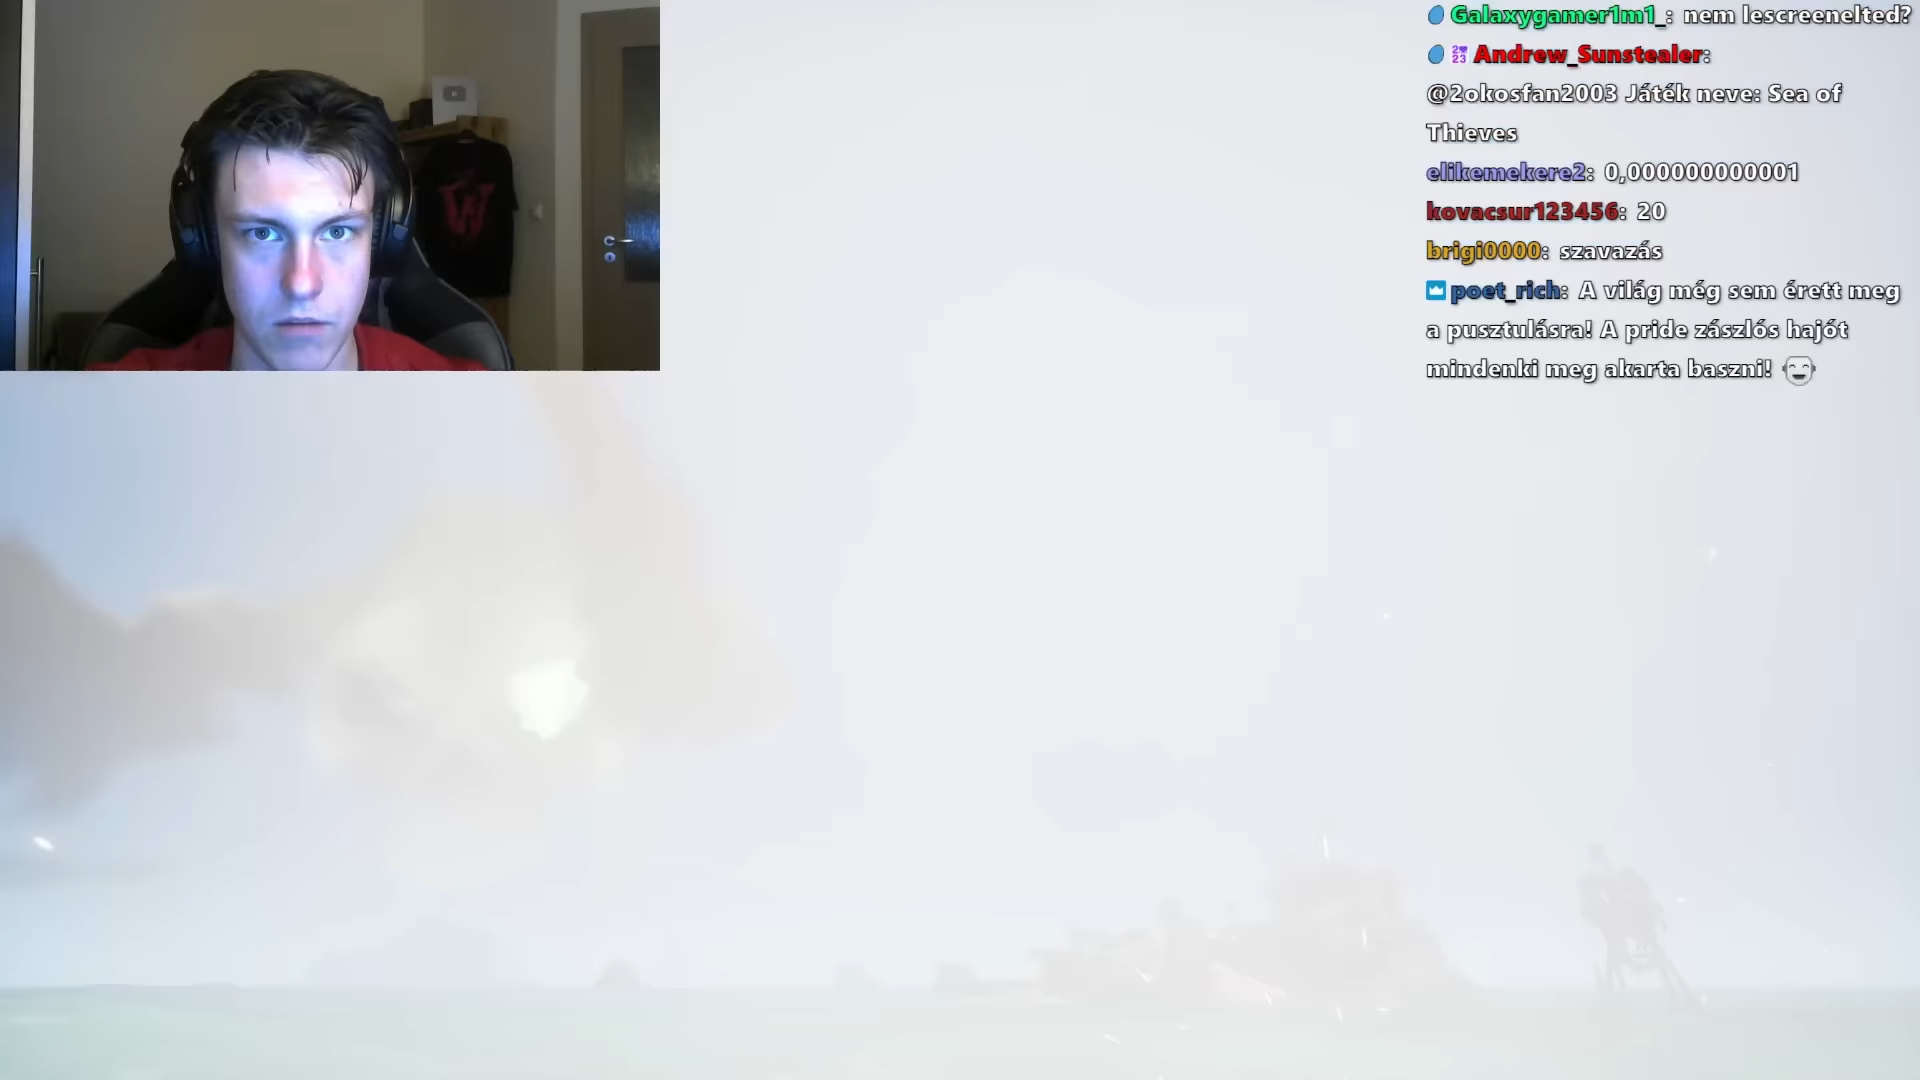 Galaxygamer1m1_: nem lescreenelted?
Andrew_Sunstealer:
@2okosfan2003 Játék neve: Sea of
Thieves
elikemekere2: 0,000000000001
kovacsur123456: 20
brigi0000: szavazás
poet_rich: A világ még sem érett meg
a pusztulásra! A pride zászlós hajót
mindenki meg akarta baszni!
W